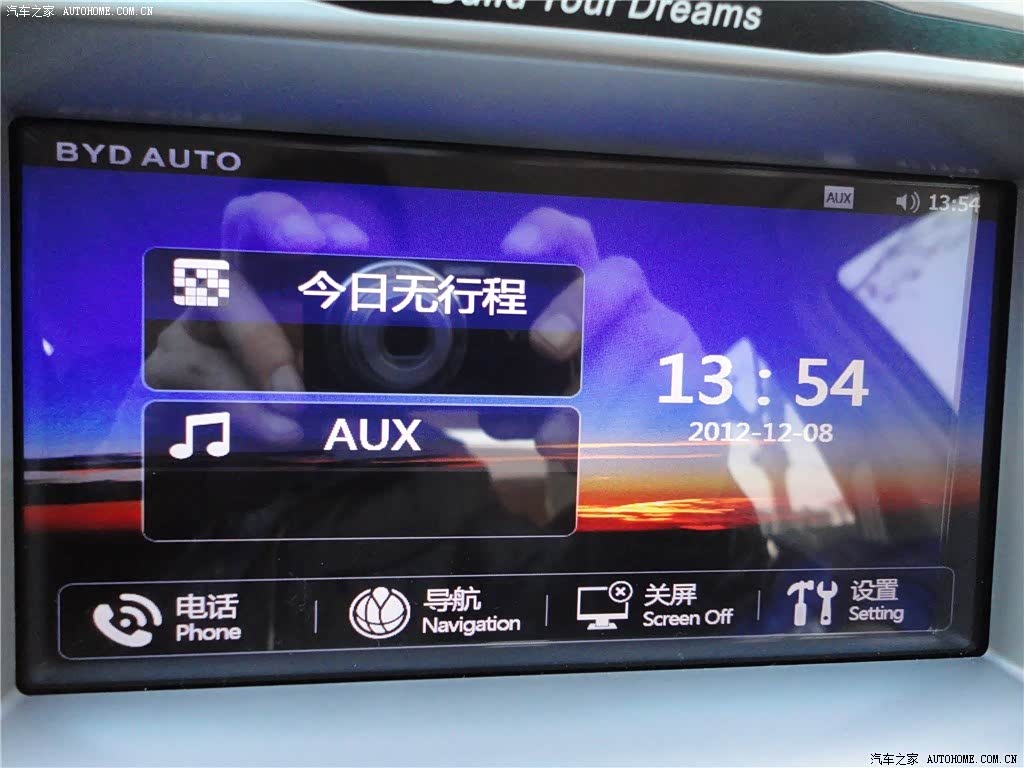 汽车之家 AUTOHOME.COM.CN
Build Your Dreams
BYD AUTO
AUX 13:54
今日无行程
13 : 54
2012-12-08
AUX
电话
Phone
导航
Navigation
关屏
Screen Off
设置
Setting
汽车之家 AUTOHOME.COM.CN